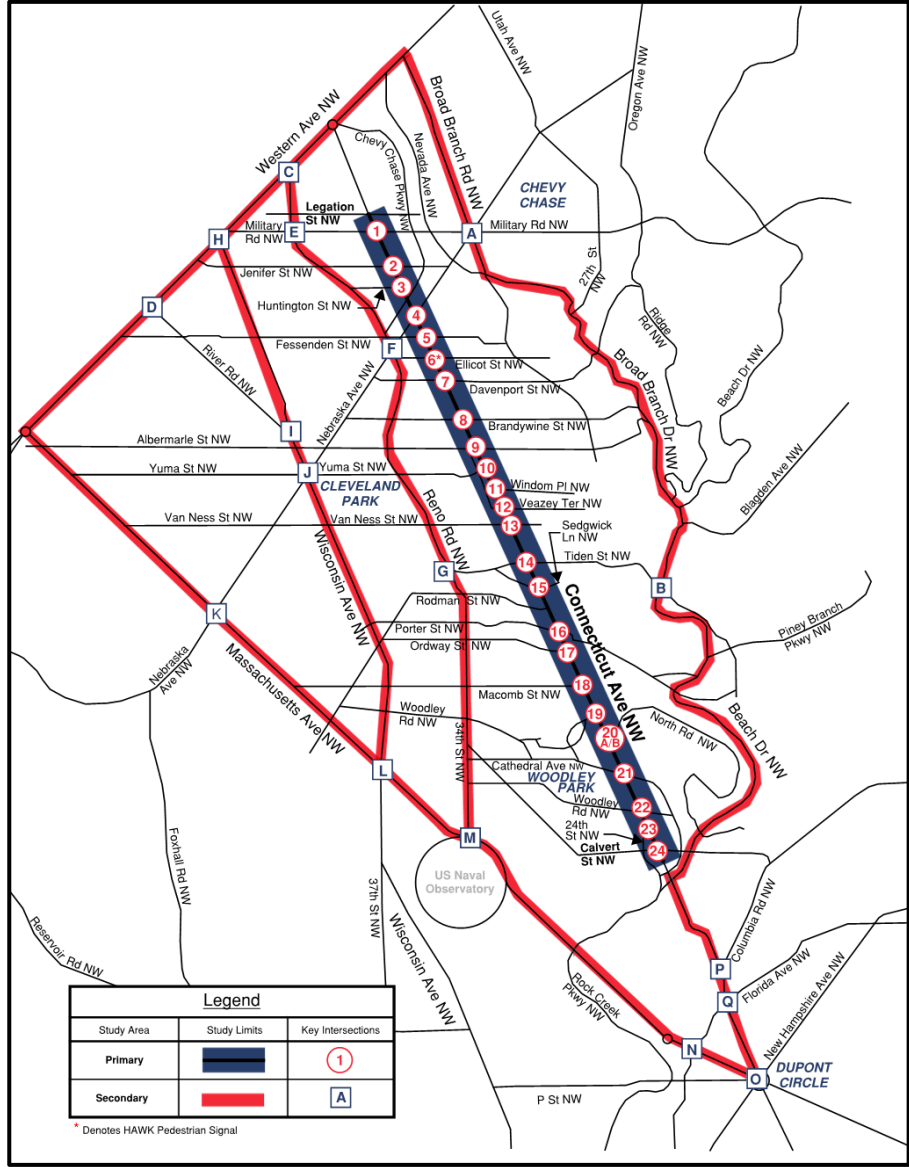 Utah Ave NW
Oregon Ave NW
Western Ave NW
Broad Branch Rd NW
Chevy
Chase Pkwy NW
Nevada Ave NW
C
CHEVY
CHASE
Legation
St NW
Military
Rd NW
E
H
1
A
Military Rd NW
27th St
NW
Jenifer St NW
2
3
Huntington St NW
D
4
Ridge
Rd NW
Beach Dr NW
Fessenden St NW
5
F
6*
Ellicot St NW
River Rd NW
7
Davenport St NW
Broad Branch Dr NW
Nebraska Ave NW
8
Brandywine St NW
I
Albermarle St NW
9
Yuma St NW
J
Yuma St NW
10
CLEVELAND
PARK
11
Windom Pl NW
Reno Rd NW
12
Veazey Ter NW
Blagden Ave NW
Van Ness St NW
Van Ness St NW
13
Sedgwick
Ln NW
Wisconsin Ave NW
G
14
Tiden St NW
15
B
K
Rodman St NW
Connecticut Ave NW
Porter St NW
16
Piney Branch
Pkwy NW
Ordway St NW
17
Nebraska
Ave NW
Massachusetts Ave NW
Macomb St NW
18
Woodley
Rd NW
19
North Rd NW
Beach Dr NW
34th St NW
20
A/B
L
Cathedral Ave NW
21
WOODLEY
PARK
Woodley
Rd NW
22
24th
St NW
23
M
Calvert
St NW
24
Foxhall Rd NW
37th St NW
US Naval
Observatory
Wisconsin Ave NW
Columbia Rd NW
Reservoir Rd NW
P
Rock Creek
Pkwy NW
Q
Florida Ave NW
New Hampshire Ave NW
N
O
DUPONT
CIRCLE
P St NW
Legend
Study Area
Study Limits
Key Intersections
Primary
1
Secondary
A
* Denotes HAWK Pedestrian Signal